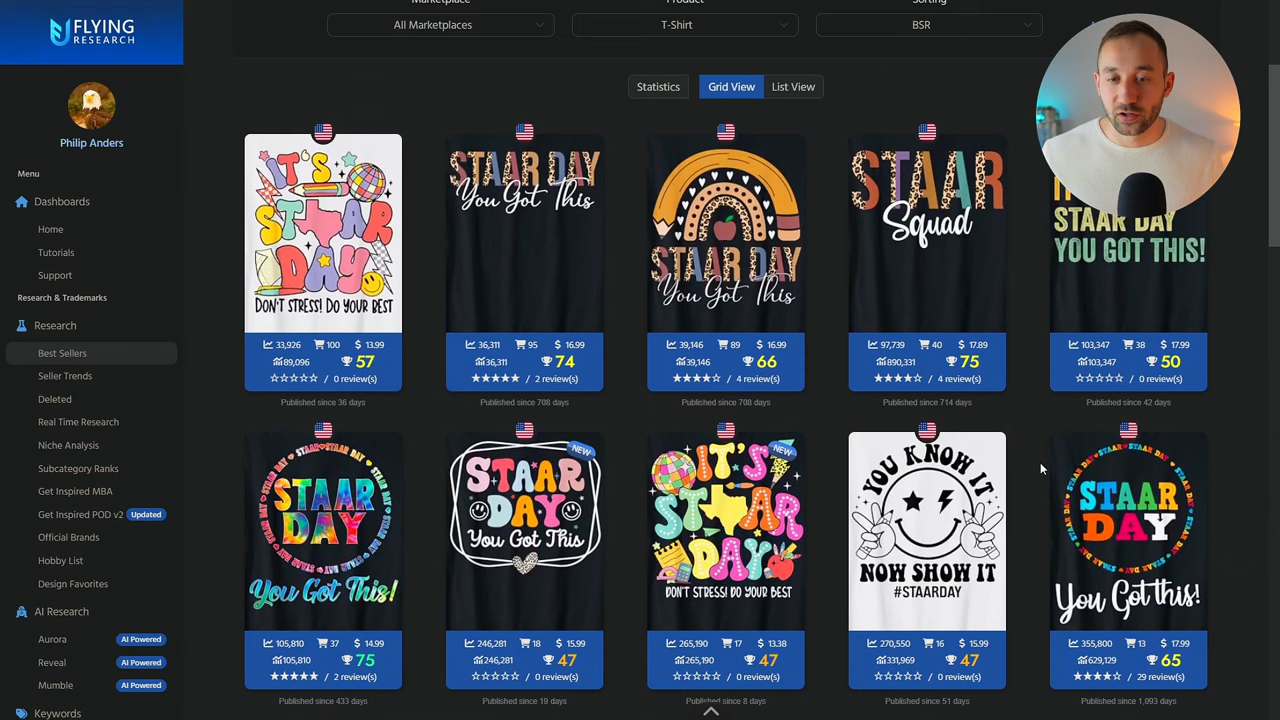 FLYING
RESEARCH
Philip Anders
Menu
Dashboards
Home
Tutorials
Support
Research & Trademarks
Research
Best Sellers
Seller Trends
Deleted
Real Time Research
Niche Analysis
Subcategory Ranks
Get Inspired MBA
Get Inspired POD v2 Updated
Official Brands
Hobby List
Design Favorites
AI Research
Aurora AI Powered
Reveal AI Powered
Mumble AI Powered
Keywords
Product
All Marketplaces T-Shirt BSR
Statistics Grid View List View
IT'S
STAAR
DAY
DON'T STRESS! DO YOUR BEST
33,926 100 $ 13.99
89,096 57
☆☆☆☆☆ / 0 review(s)
Published since 36 days
STAAR DAY
You Got This
36,311 95 $ 16.99
36,311 74
★★★★★ / 2 review(s)
Published since 708 days
STAAR DAY
You Got This
39,146 89 $ 16.99
39,146 66
★★★★☆ / 4 review(s)
Published since 708 days
STAAR
Squad
97,739 40 $ 17.89
890,331 75
★★★★☆ / 4 review(s)
Published since 714 days
STAAR DAY
YOU GOT THIS!
103,347 38 $ 17.99
103,347 50
☆☆☆☆☆ / 0 review(s)
Published since 42 days
STAAR
DAY
You Got This!
105,810 37 $ 14.99
105,810 75
★★★★★ / 2 review(s)
Published since 433 days
NEW
STAAR
DAY
You Got This
246,281 18 $ 15.99
246,281 47
☆☆☆☆☆ / 0 review(s)
Published since 19 days
NEW
IT'S
STAAR
DAY
DON'T STRESS! DO YOUR BEST
265,190 17 $ 13.38
265,190 47
☆☆☆☆☆ / 0 review(s)
Published since 8 days
YOU KNOW IT
NOW SHOW IT
#STAARDAY
270,550 16 $ 15.99
331,969 47
☆☆☆☆☆ / 0 review(s)
Published since 51 days
STAAR
DAY
You Got this!
355,800 13 $ 17.99
629,129 65
★★★★☆ / 29 review(s)
Published since 1,093 days